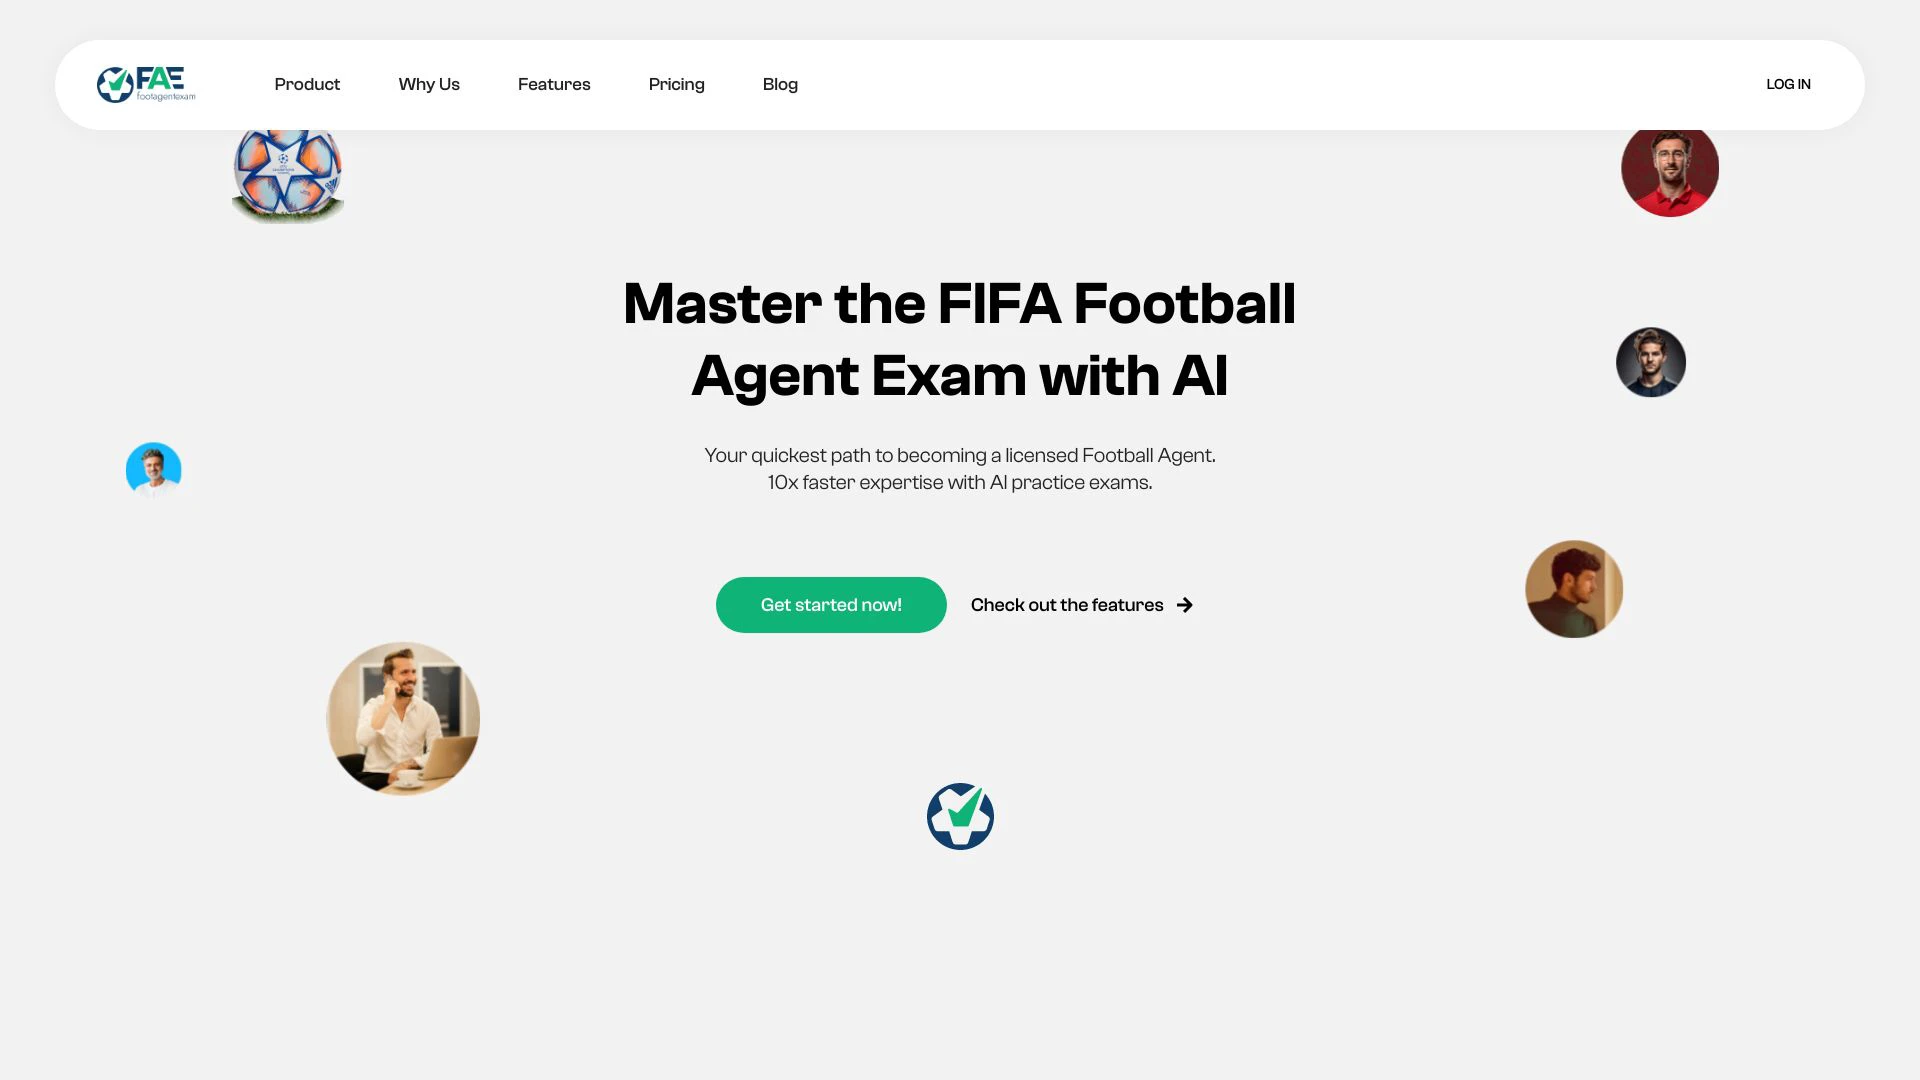 FAE
footagentexam
Product
Why Us
Features
Pricing
Blog
LOG IN
Master the FIFA Football
Agent Exam with AI
Your quickest path to becoming a licensed Football Agent.
10x faster expertise with AI practice exams.
Get started now!
Check out the features